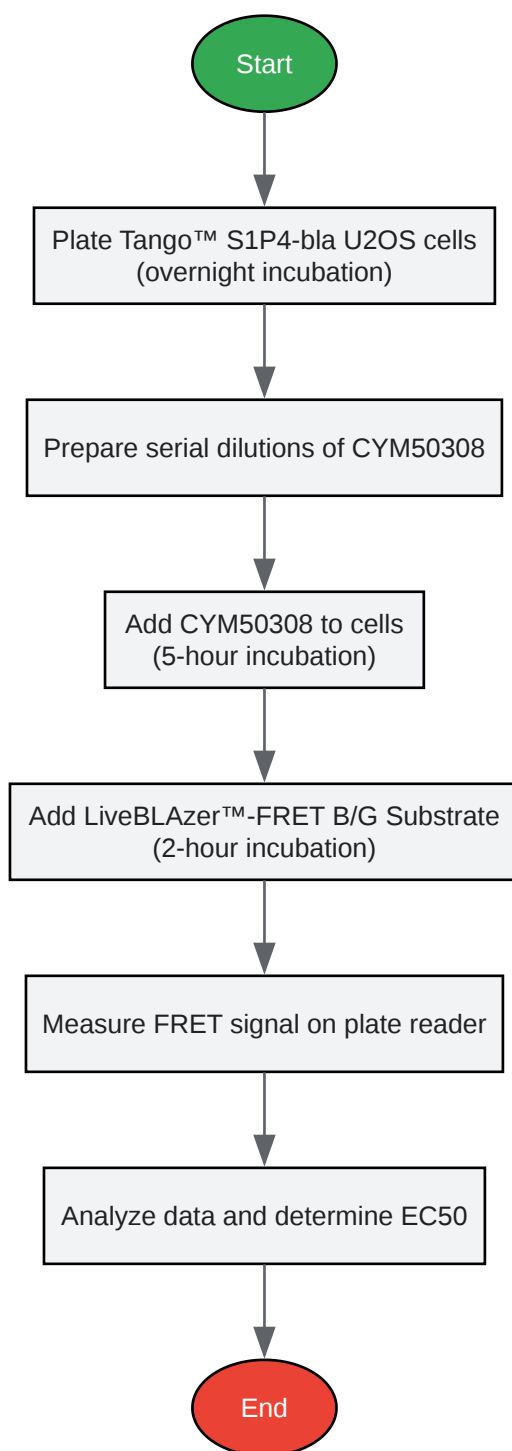 Start
Plate Tango™ S1P4-bla U2OS cells
(overnight incubation)
Prepare serial dilutions of CYM50308
Add CYM50308 to cells
(5-hour incubation)
Add LiveBLAzer™-FRET B/G Substrate
(2-hour incubation)
Measure FRET signal on plate reader
Analyze data and determine EC50
End